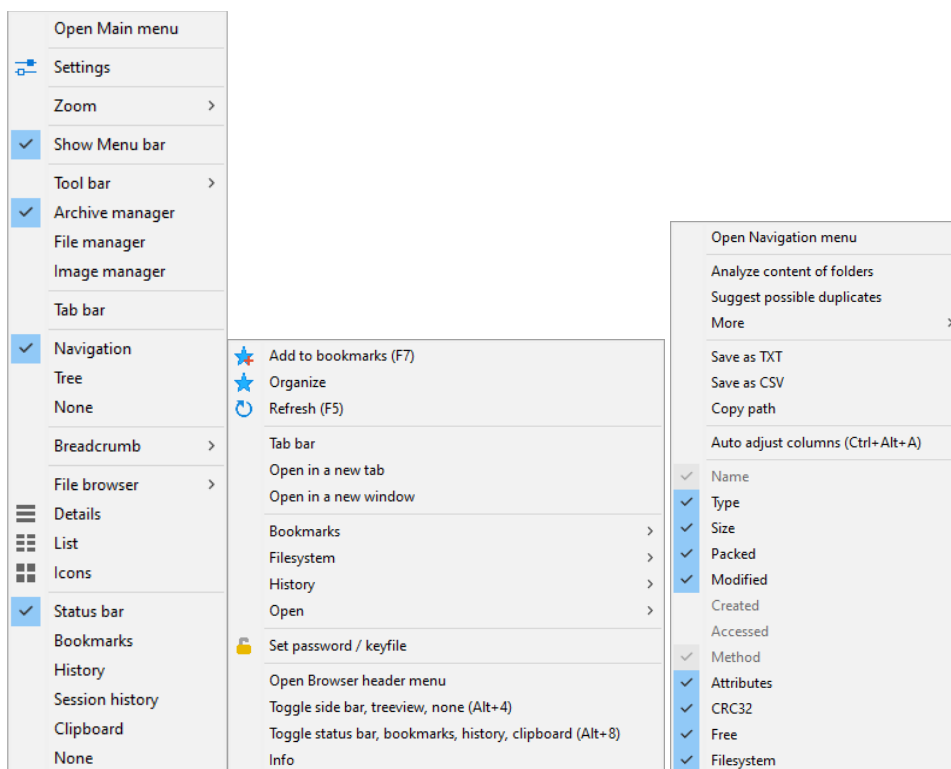 Open Main menu
Settings
Zoom
Show Menu bar
Tool bar
Archive manager
File manager
Image manager
Tab bar
Navigation
Tree
None
Breadcrumb
File browser
Details
List
Icons
Status bar
Bookmarks
History
Session history
Clipboard
None
Add to bookmarks (F7)
Organize
Refresh (F5)
Tab bar
Open in a new tab
Open in a new window
Bookmarks
Filesystem
History
Open
Set password / keyfile
Open Browser header menu
Toggle side bar, treeview, none (Alt+4)
Toggle status bar, bookmarks, history, clipboard (Alt+8)
Info
Open Navigation menu
Analyze content of folders
Suggest possible duplicates
More
Save as TXT
Save as CSV
Copy path
Auto adjust columns (Ctrl+Alt+A)
Name
Type
Size
Packed
Modified
Created
Accessed
Method
Attributes
CRC32
Free
Filesystem